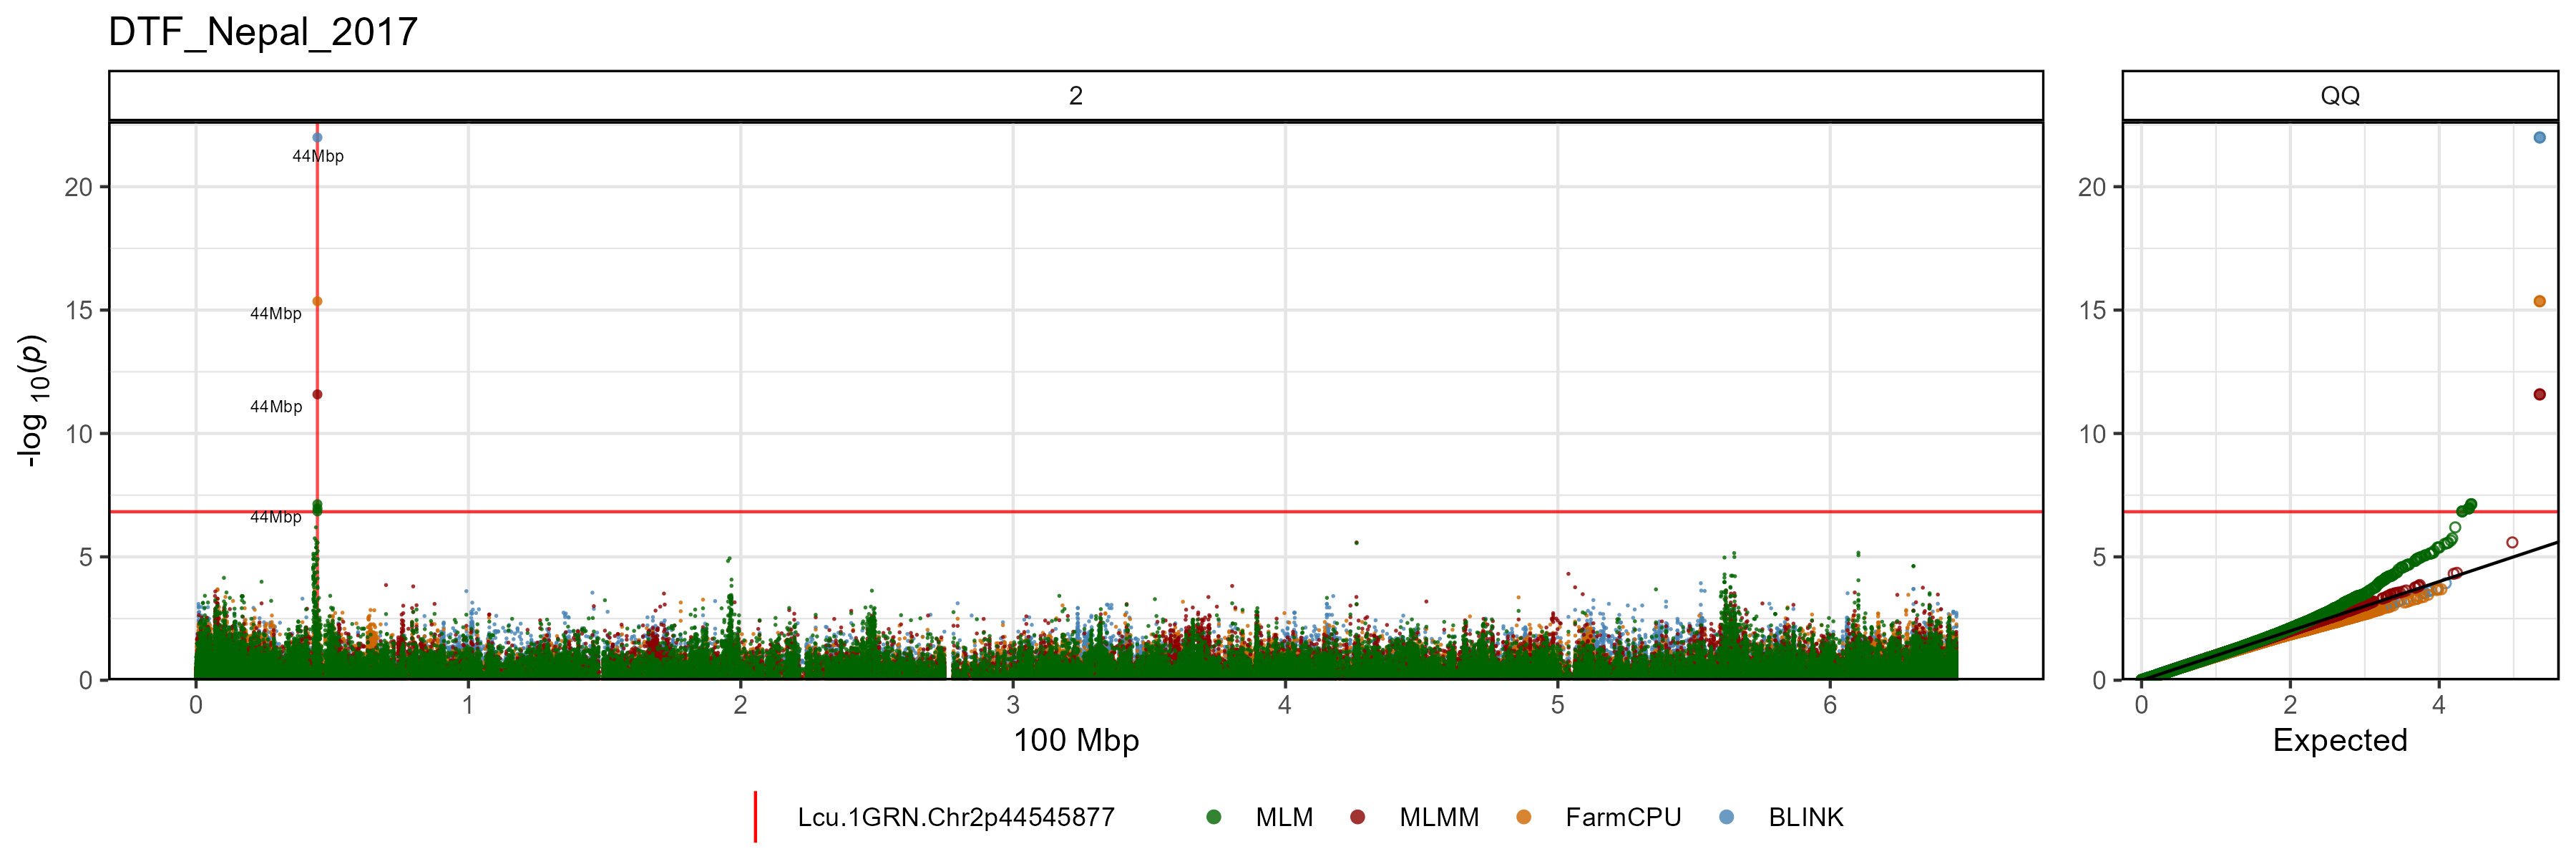 DTF_Nepal_2017
2
QQ
-log 10(p)
20
15
10
5
0
44Mbp
44Mbp
44Mbp
44Mbp
0 1 2 3 4 5 6
100 Mbp
20
15
10
5
0
0 2 4
Expected
Lcu.1GRN.Chr2p44545877 MLM MLMM FarmCPU BLINK